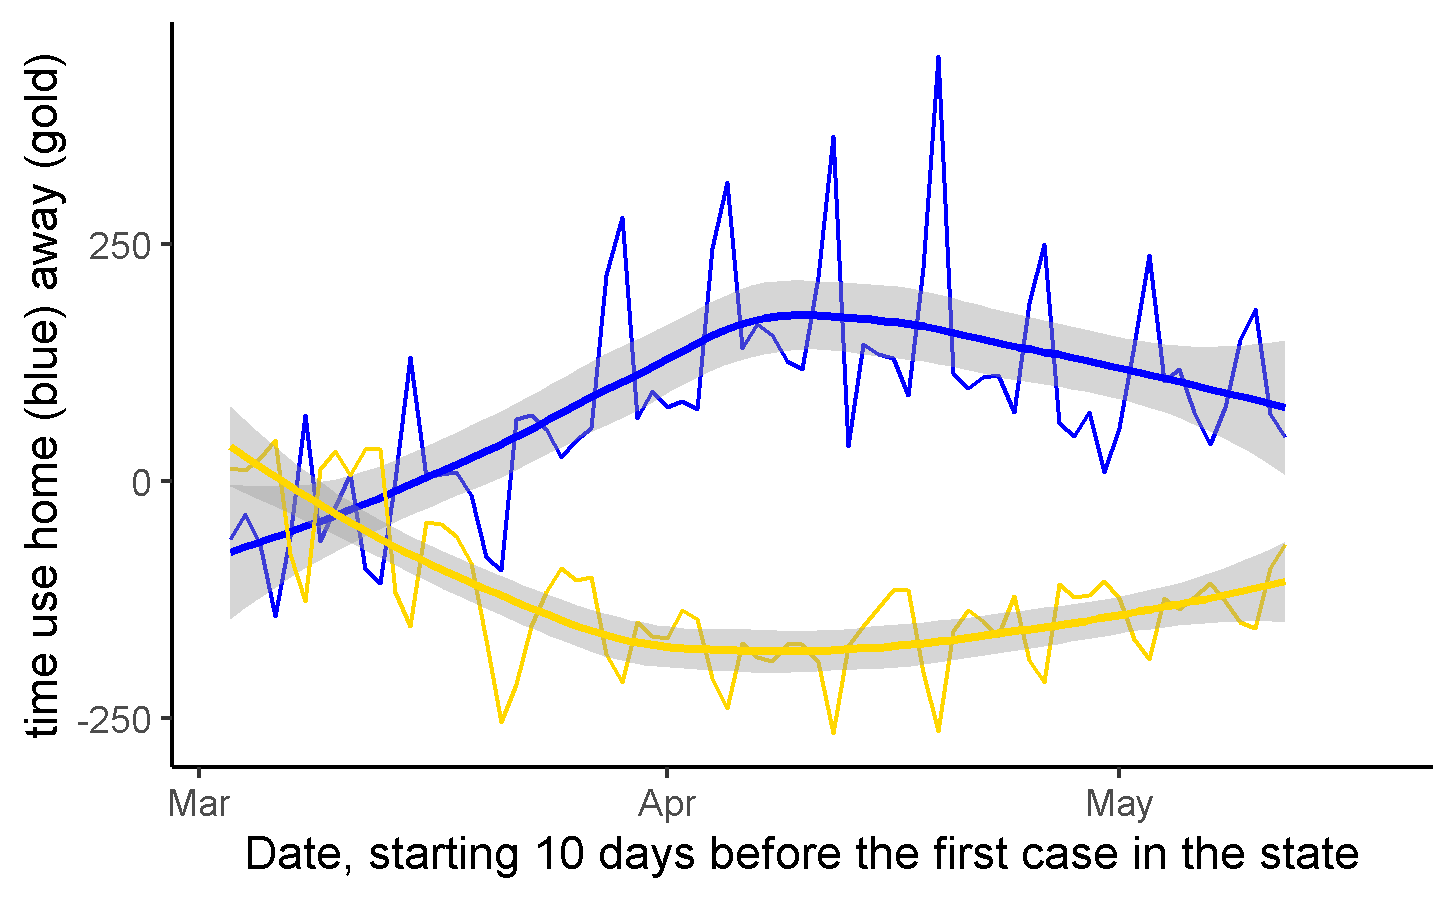 time use home (blue) away (gold)
250
0
-250
Mar
Apr
May
Date, starting 10 days before the first case in the state